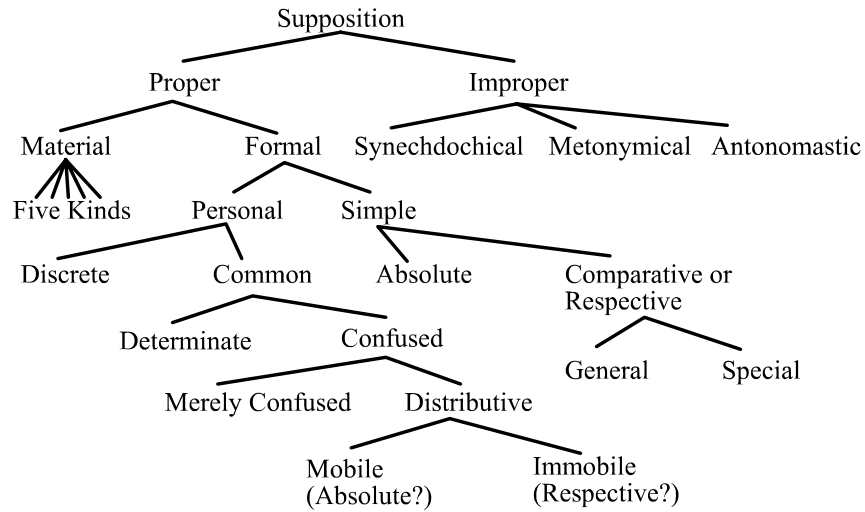 Supposition
Proper
Improper
Material
Formal
Synechdochical
Metonymical
Antonomastic
Five Kinds
Personal
Simple
Discrete
Common
Absolute
Comparative or
Respective
Determinate
Confused
General
Special
Merely Confused
Distributive
Mobile
(Absolute?)
Immobile
(Respective?)